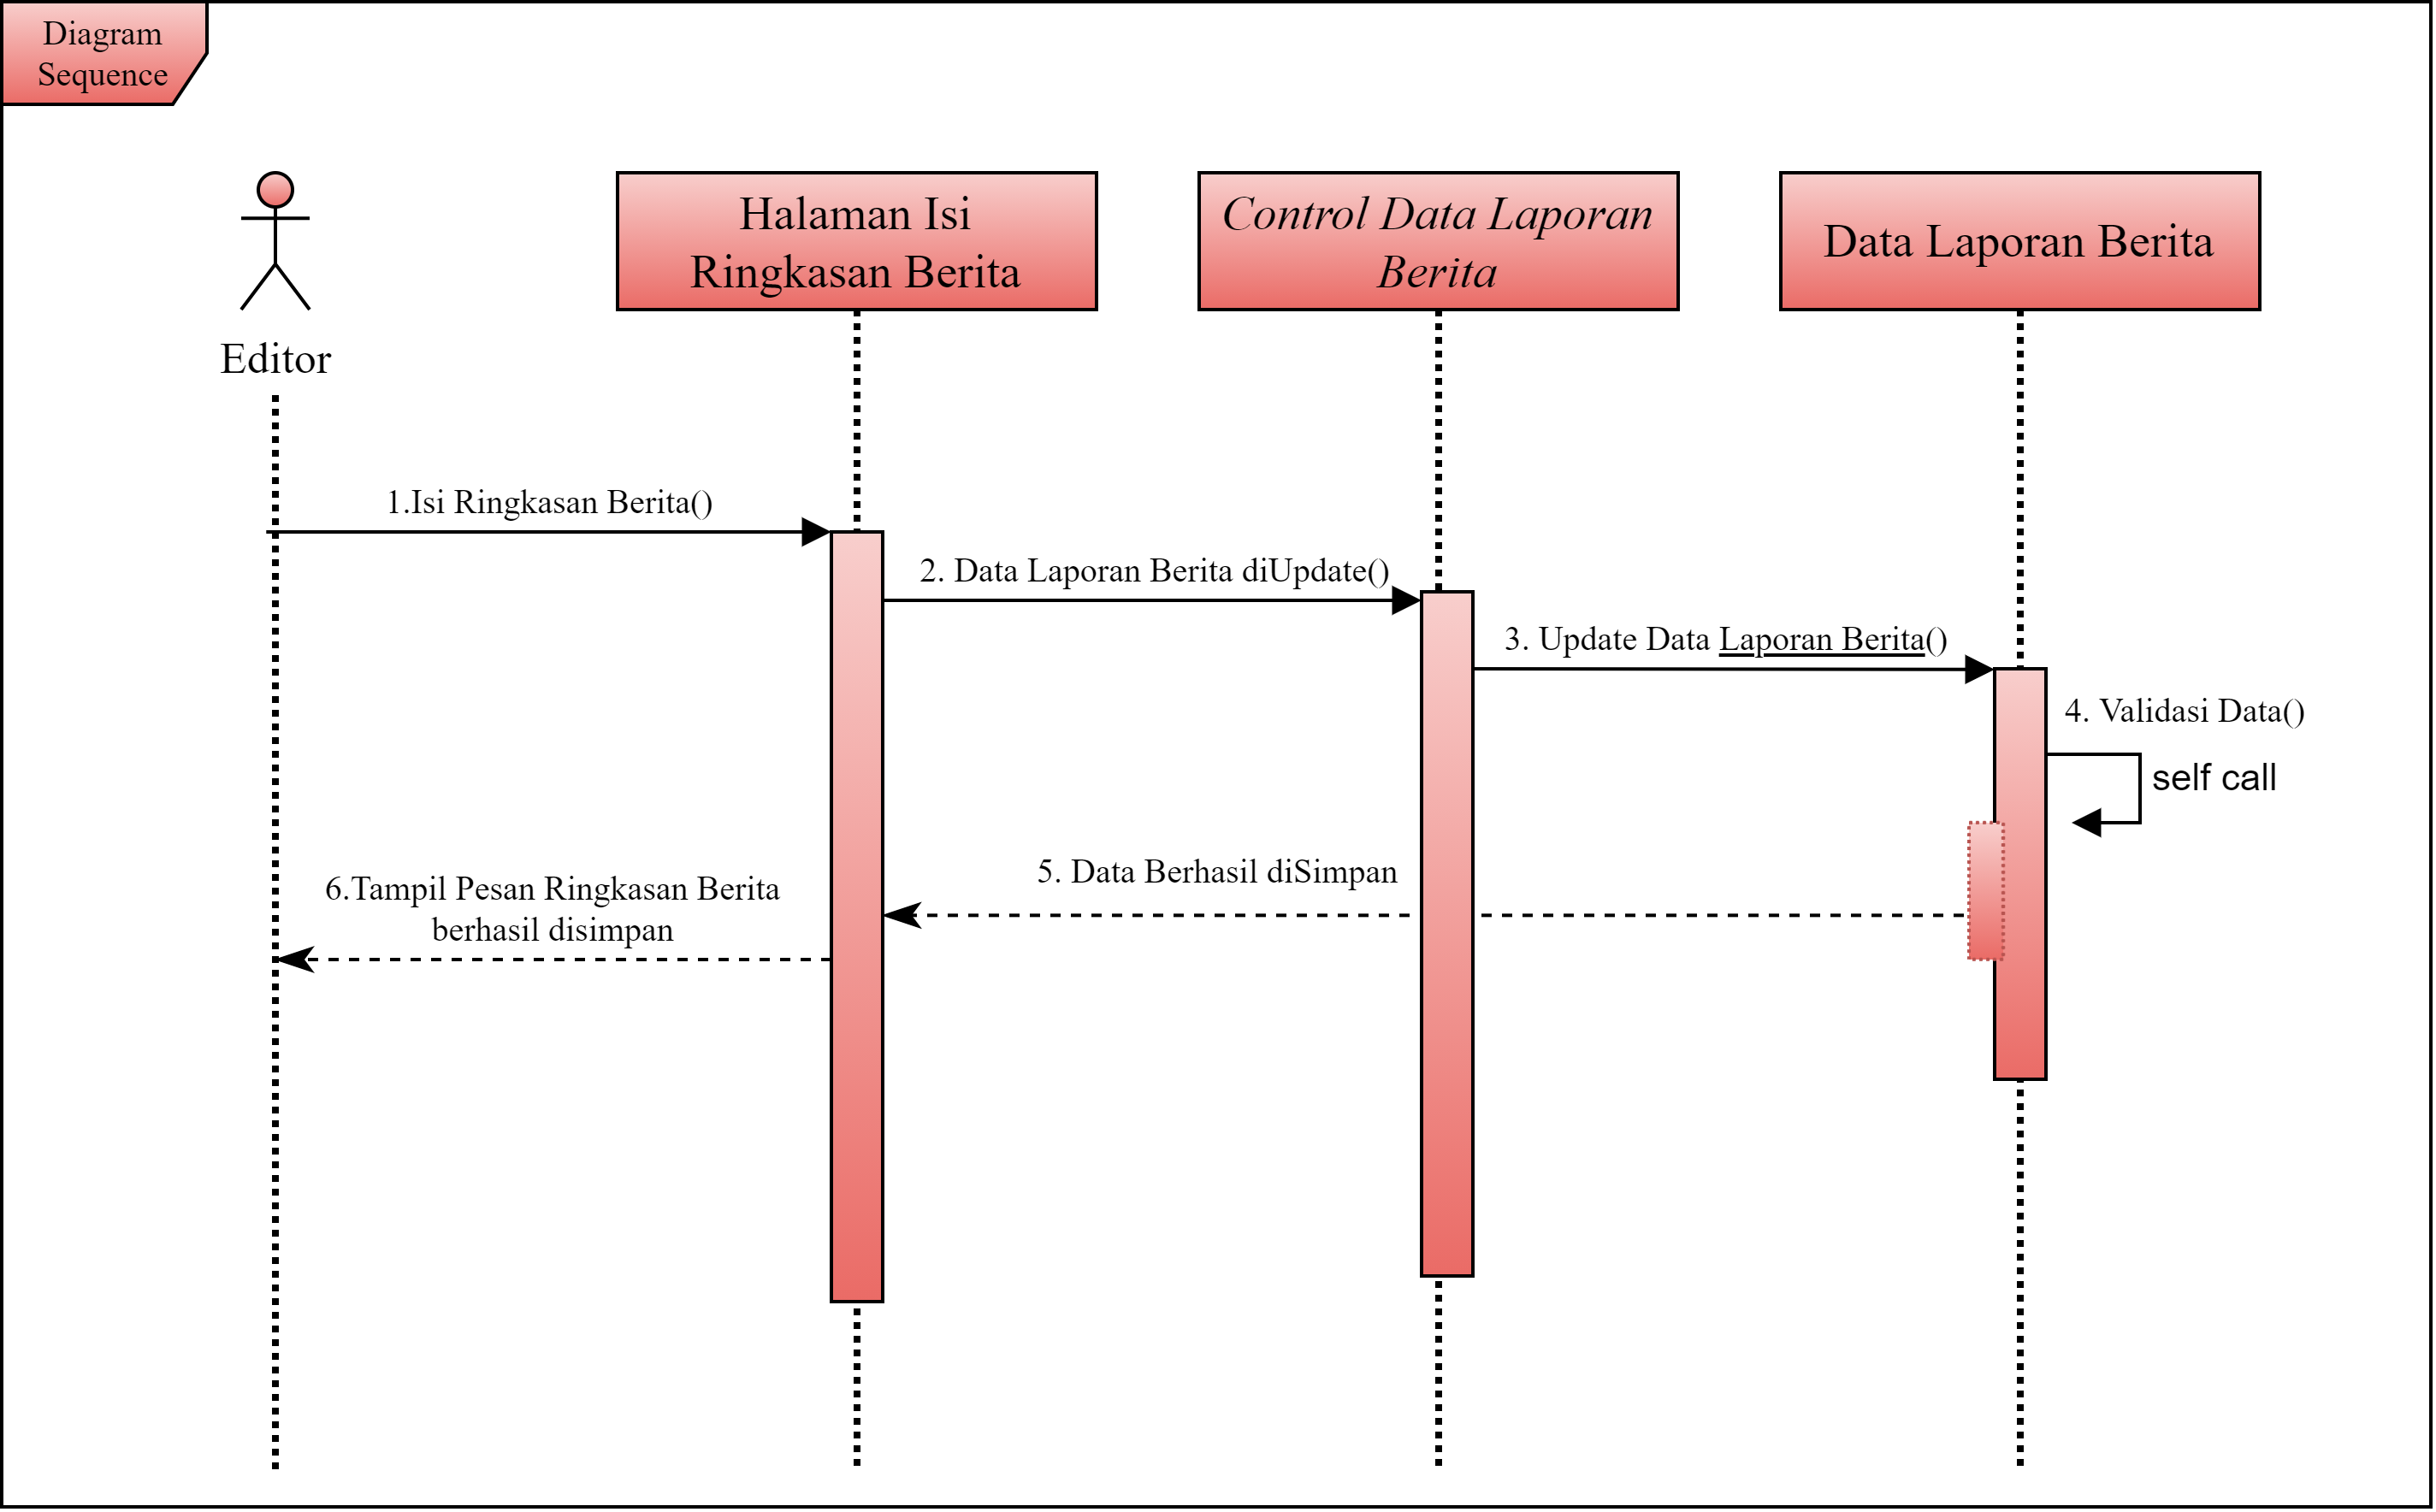 Diagram
Sequence
Editor
Halaman Isi
Ringkasan Berita
Control Data Laporan
Berita
Data Laporan Berita
1.Isi Ringkasan Berita()
2. Data Laporan Berita diUpdate()
3. Update Data Laporan Berita()
4. Validasi Data()
self call
5. Data Berhasil diSimpan
6.Tampil Pesan Ringkasan Berita
berhasil disimpan